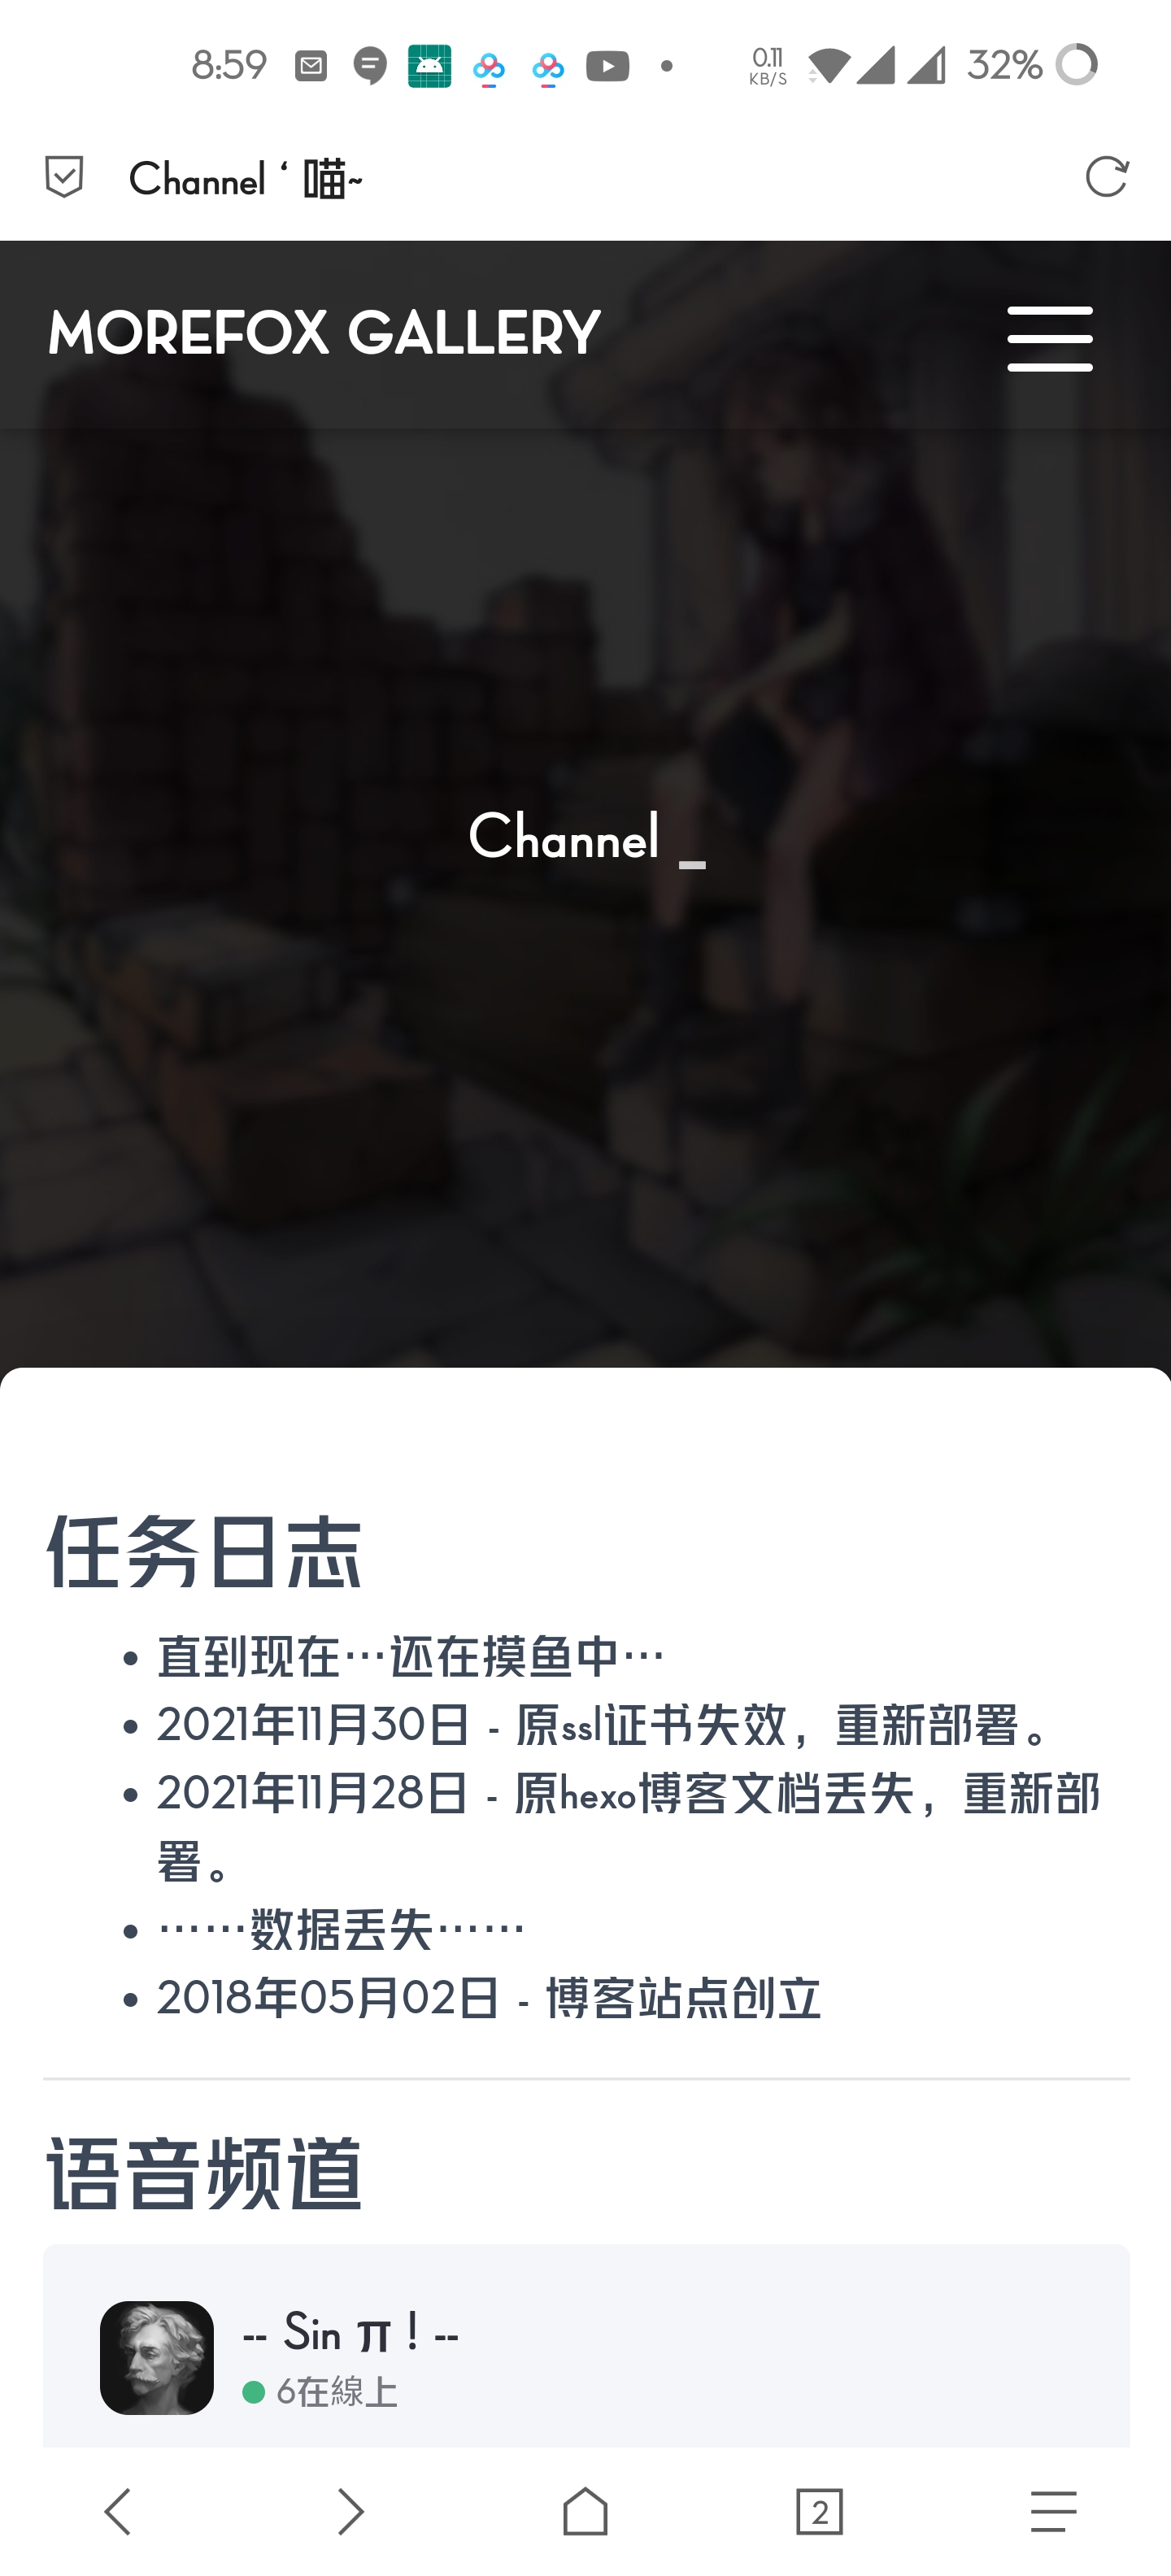 8:59
0.11
KB/S
32%
Channel ‘ 喵~
MOREFOX GALLERY
Channel _
任务日志
直到现在…还在摸鱼中…
2021年11月30日 - 原ssl证书失效，重新部署。
2021年11月28日 - 原hexo博客文档丢失，重新部
署。
……数据丢失……
2018年05月02日 - 博客站点创立
语音频道
-- Sin π ! --
6在線上
2